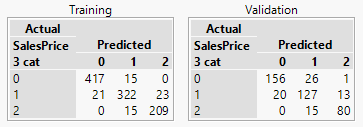 Training Validation
Actual Actual
SalesPrice Predicted SalesPrice Predicted
3 cat 0 1 2 3 cat 0 1 2
0 417 15 0 0 156 26 1
1 21 322 23 1 20 127 13
2 0 15 209 2 0 15 80